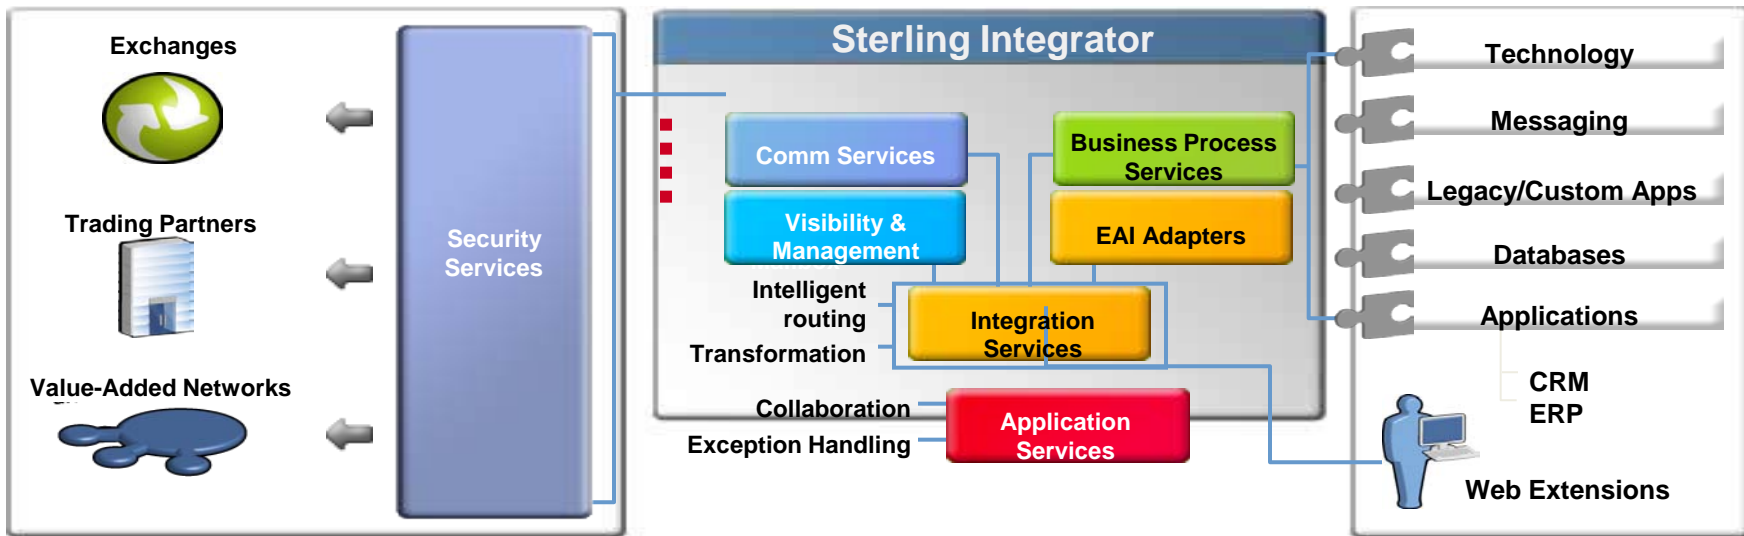 Exchanges
Trading Partners
Value-Added Networks
Security
Services
Sterling Integrator
Comm Services
Visibility &
Management
Business Process
Services
EAI Adapters
Intelligent
routing
Transformation
Integration
Services
Collaboration
Exception Handling
Application
Services
Technology
Messaging
Legacy/Custom Apps
Databases
Applications
CRM
ERP
Web Extensions